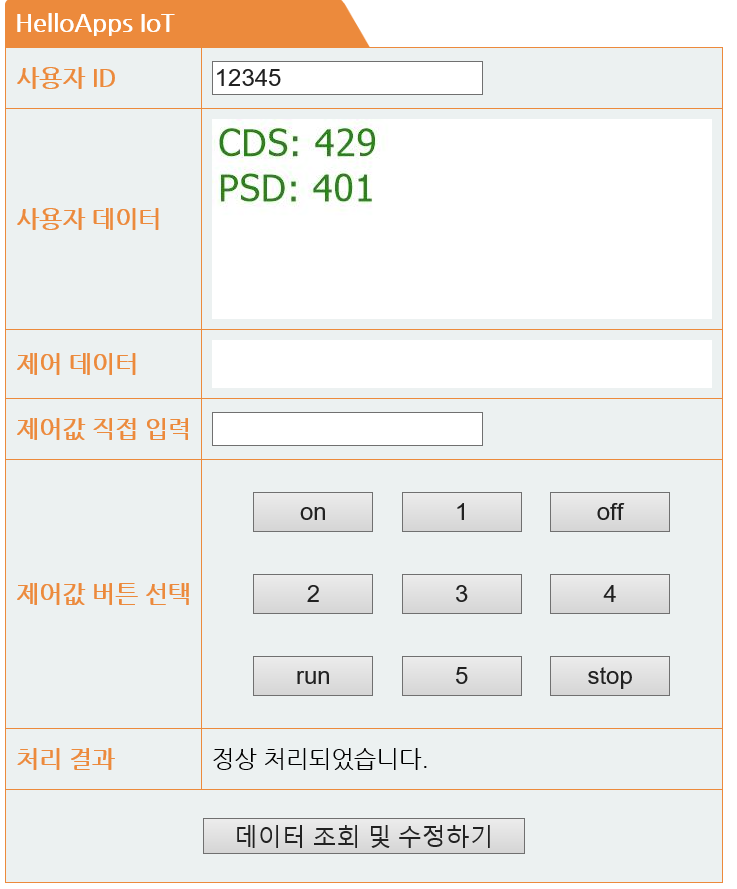 HelloApps IoT
사용자 ID
12345
사용자 데이터
CDS: 429
PSD: 401
제어 데이터
제어값 직접 입력
제어값 버튼 선택
on 1 off
2 3 4
run 5 stop
처리 결과
정상 처리되었습니다.
데이터 조회 및 수정하기